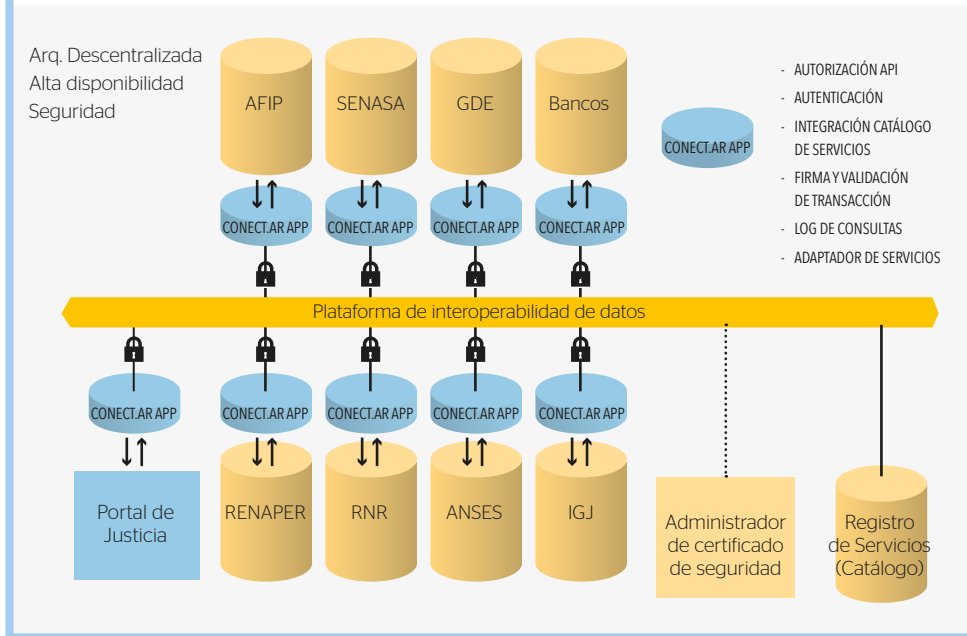 Arq. Descentralizada
Alta disponibilidad
Seguridad
AFIP
SENASA
GDE
Bancos
CONECT.AR APP
CONECT.AR APP
CONECT.AR APP
CONECT.AR APP
CONECT.AR APP
- AUTORIZACIÓN API
- AUTENTICACIÓN
- INTEGRACIÓN CATÁLOGO
DE SERVICIOS
- FIRMA Y VALIDACIÓN
DE TRANSACCIÓN
- LOG DE CONSULTAS
- ADAPTADOR DE SERVICIOS
Plataforma de interoperabilidad de datos
CONECT.AR APP
CONECT.AR APP
CONECT.AR APP
CONECT.AR APP
CONECT.AR APP
Portal de
Justicia
RENAPER
RNR
ANSES
IGJ
Administrador
de certificado
de seguridad
Registro
de Servicios
(Catálogo)